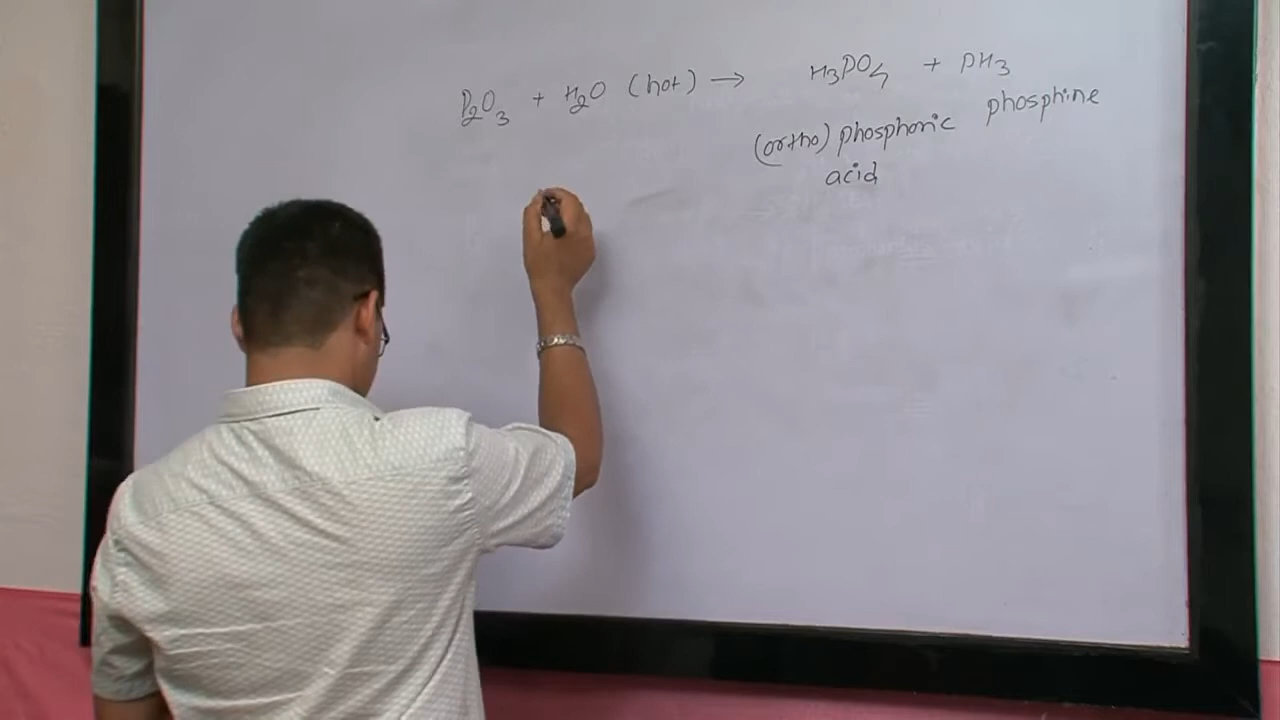 P₂O₃ + H₂O (hot) → H₃PO₄ + PH₃
(ortho) phosphoric phosphine
acid